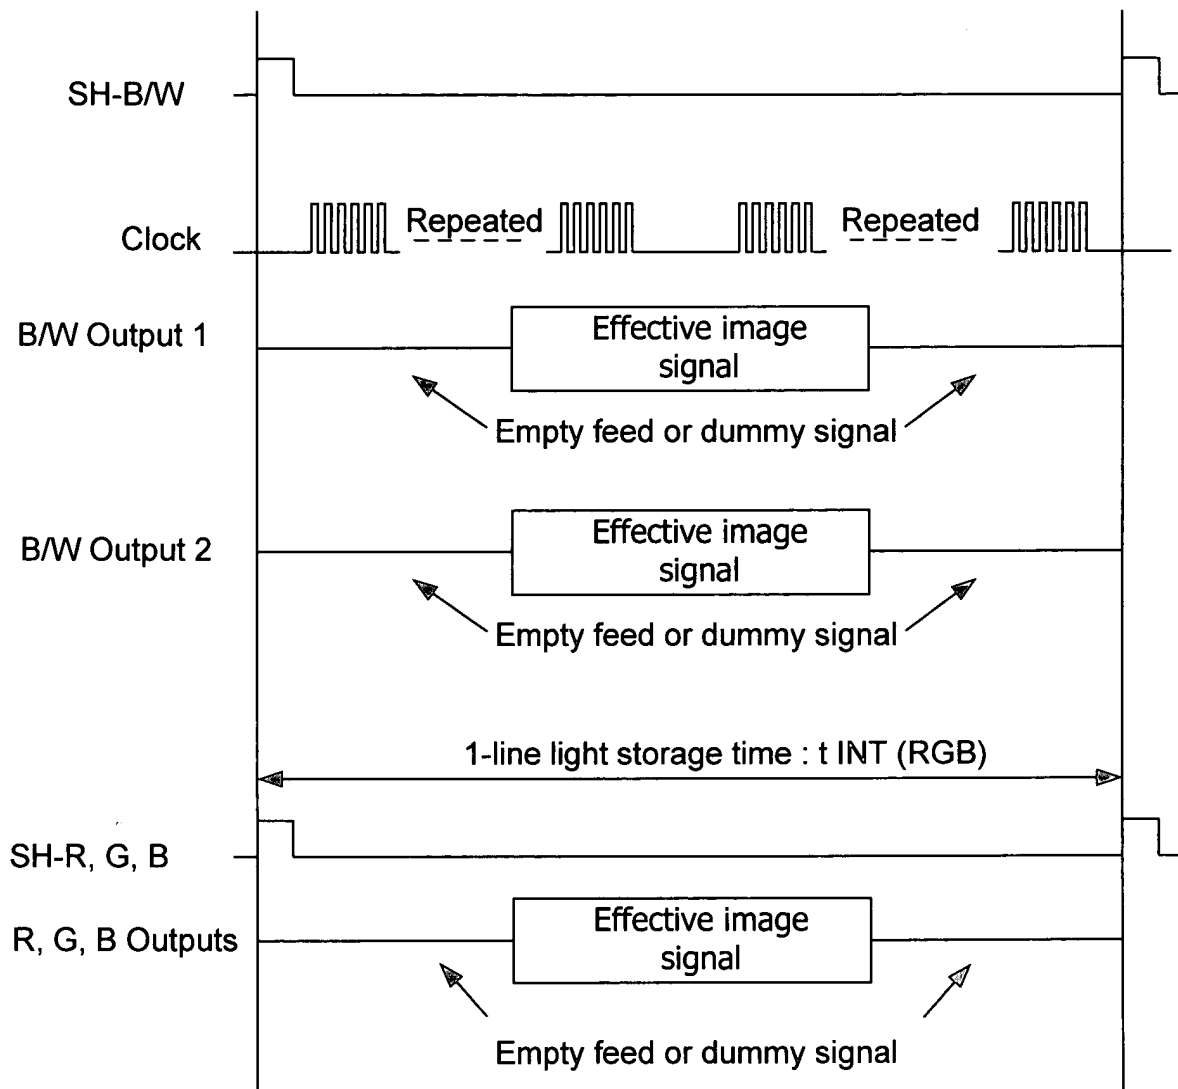 SH-B/W
Clock
Repeated
Repeated
B/W Output 1
Effective image
signal
Empty feed or dummy signal
B/W Output 2
Effective image
signal
Empty feed or dummy signal
1-line light storage time : t INT (RGB)
SH-R, G, B
R, G, B Outputs
Effective image
signal
Empty feed or dummy signal